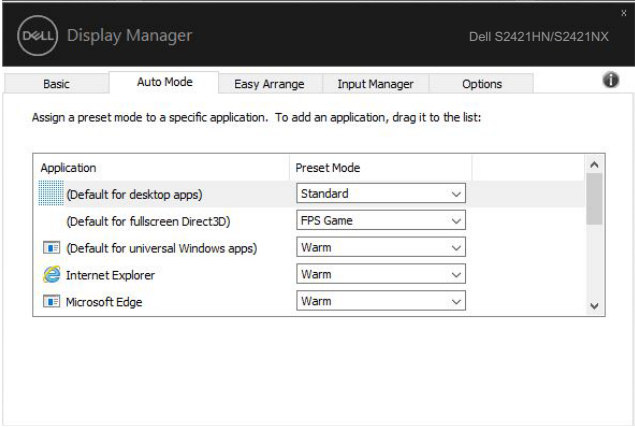 x
DELL Display Manager Dell S2421HN/S2421NX
Basic Auto Mode Easy Arrange Input Manager Options
Assign a preset mode to a specific application. To add an application, drag it to the list:
Application Preset Mode
(Default for desktop apps) Standard
(Default for fullscreen Direct3D) FPS Game
(Default for universal Windows apps) Warm
Internet Explorer Warm
Microsoft Edge Warm